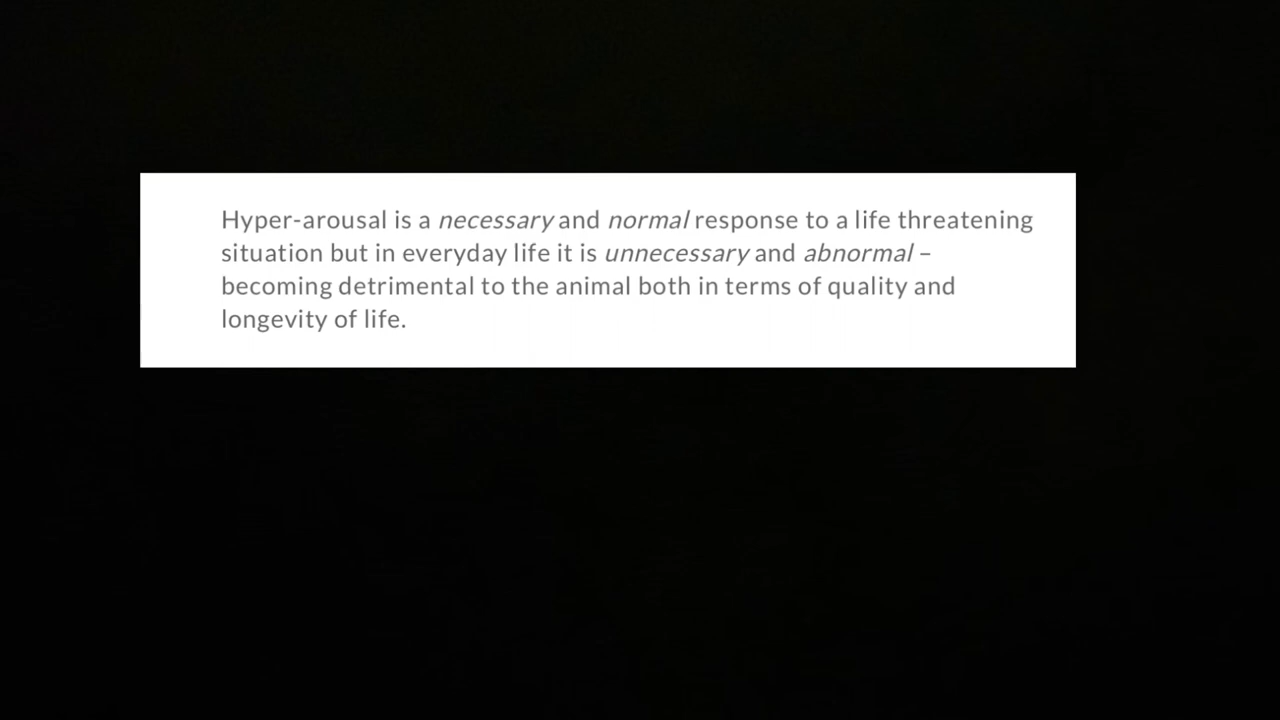 Hyper-arousal is a necessary and normal response to a life threatening
situation but in everyday life it is unnecessary and abnormal –
becoming detrimental to the animal both in terms of quality and
longevity of life.